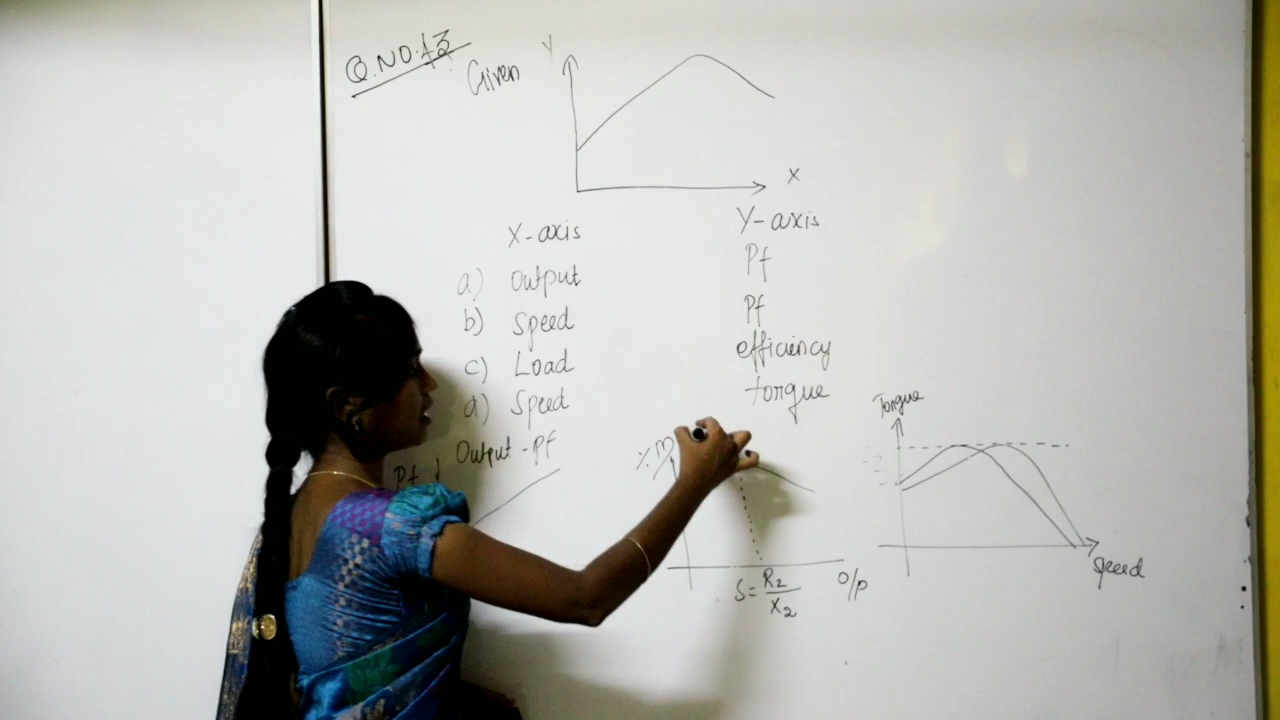 Q.NO.13
Given
Y
X
X-axis Y-axis
a) Output Pf
b) Speed Pf
c) Load efficiency
d) Speed torque
Output-Pf
Pf
% η
S = R2/X2
O/P
Torque
Speed